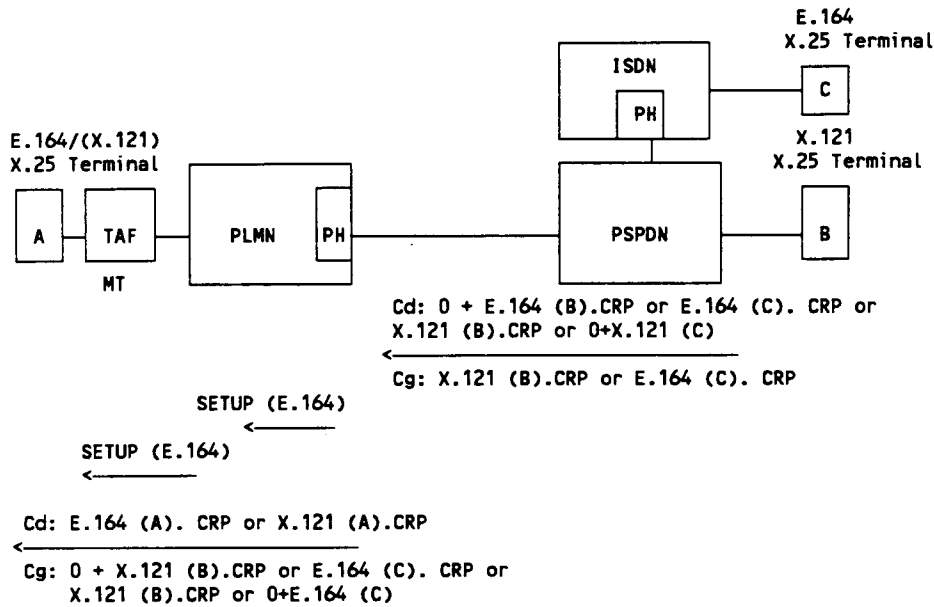 E.164
X.25 Terminal
ISDN
C
PH
E.164/(X.121)
X.25 Terminal
X.121
X.25 Terminal
A
TAF
PLMN
PH
PSPDN
B
MT
Cd: 0 + E.164 (B).CRP or E.164 (C). CRP or
X.121 (B).CRP or 0+X.121 (C)
Cg: X.121 (B).CRP or E.164 (C). CRP
SETUP (E.164)
SETUP (E.164)
Cd: E.164 (A). CRP or X.121 (A).CRP
Cg: 0 + X.121 (B).CRP or E.164 (C). CRP or
X.121 (B).CRP or 0+E.164 (C)